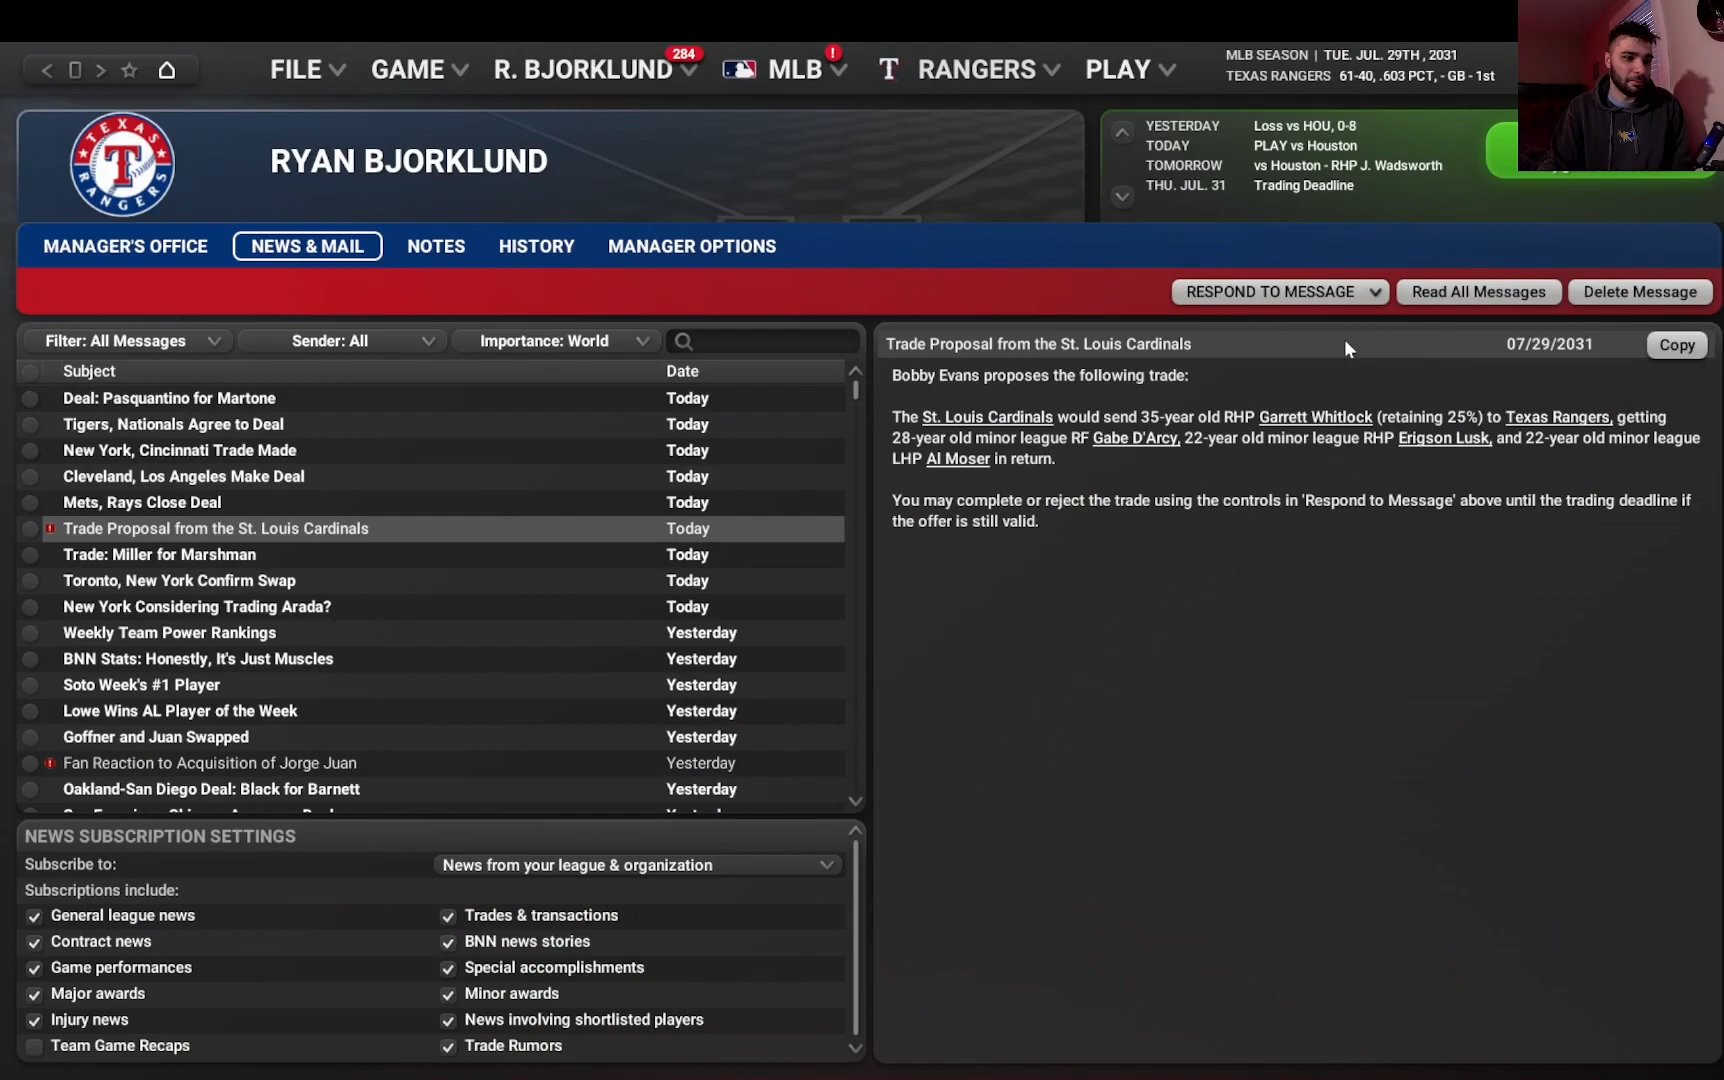 FILE GAME R. BJORKLUND 284 MLB ! T RANGERS PLAY
MLB SEASON | TUE. JUL. 29TH , 2031
TEXAS RANGERS 61-40, .603 PCT, - GB - 1st
TEXAS
T
RANGERS
RYAN BJORKLUND
YESTERDAY Loss vs HOU, 0-8
TODAY PLAY vs Houston
TOMORROW vs Houston - RHP J. Wadsworth
THU. JUL. 31 Trading Deadline
MANAGER'S OFFICE NEWS & MAIL NOTES HISTORY MANAGER OPTIONS
RESPOND TO MESSAGE Read All Messages Delete Message
Filter: All Messages Sender: All Importance: World
Subject Date
Deal: Pasquantino for Martone Today
Tigers, Nationals Agree to Deal Today
New York, Cincinnati Trade Made Today
Cleveland, Los Angeles Make Deal Today
Mets, Rays Close Deal Today
! Trade Proposal from the St. Louis Cardinals Today
Trade: Miller for Marshman Today
Toronto, New York Confirm Swap Today
New York Considering Trading Arada? Today
Weekly Team Power Rankings Yesterday
BNN Stats: Honestly, It's Just Muscles Yesterday
Soto Week's #1 Player Yesterday
Lowe Wins AL Player of the Week Yesterday
Goffner and Juan Swapped Yesterday
! Fan Reaction to Acquisition of Jorge Juan Yesterday
Oakland-San Diego Deal: Black for Barnett Yesterday
NEWS SUBSCRIPTION SETTINGS
Subscribe to: News from your league & organization
Subscriptions include:
General league news Trades & transactions
Contract news BNN news stories
Game performances Special accomplishments
Major awards Minor awards
Injury news News involving shortlisted players
Team Game Recaps Trade Rumors
Trade Proposal from the St. Louis Cardinals 07/29/2031 Copy
Bobby Evans proposes the following trade:
The St. Louis Cardinals would send 35-year old RHP Garrett Whitlock (retaining 25%) to Texas Rangers, getting
28-year old minor league RF Gabe D'Arcy, 22-year old minor league RHP Erigson Lusk, and 22-year old minor league
LHP Al Moser in return.
You may complete or reject the trade using the controls in 'Respond to Message' above until the trading deadline if
the offer is still valid.